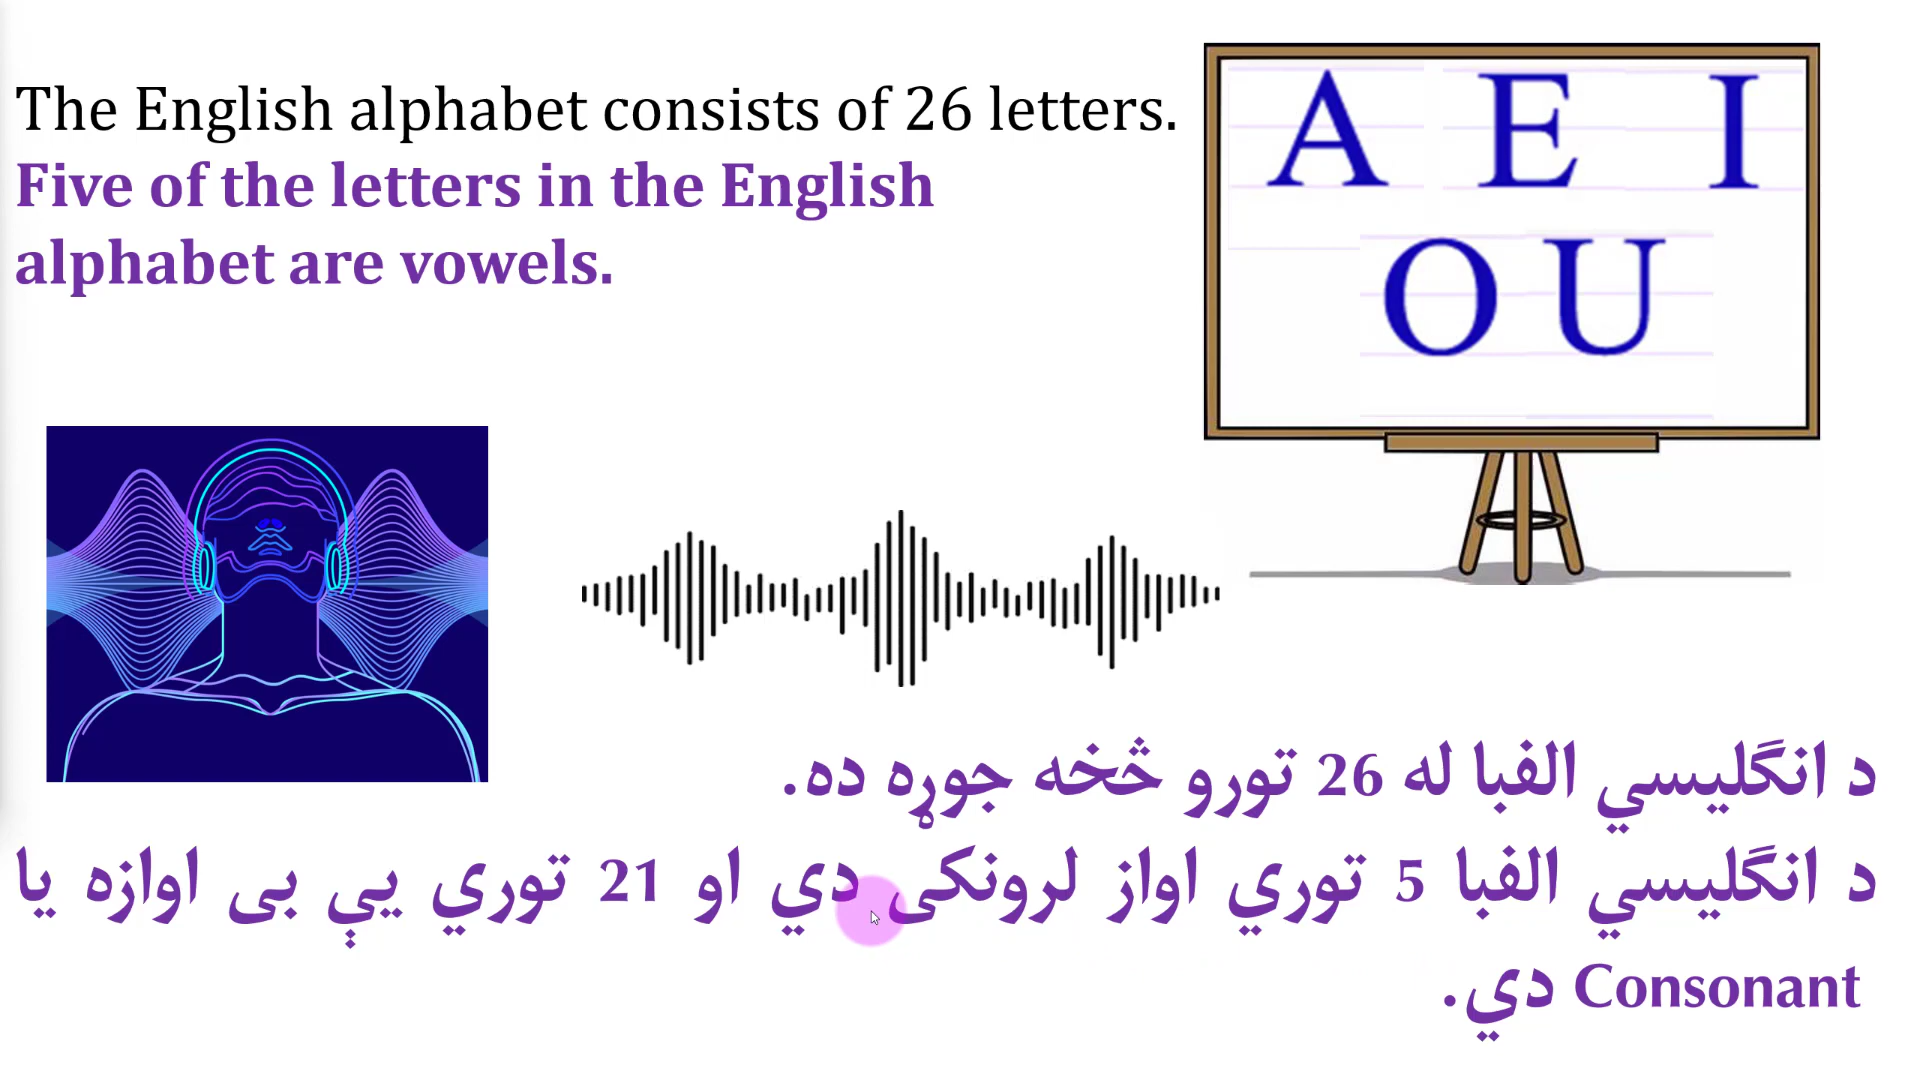 The English alphabet consists of 26 letters.
Five of the letters in the English
alphabet are vowels.
A E I
O U
د انګلیسي الفبا له 26 تورو څخه جوړه ده.
د انګلیسي الفبا 5 توري اواز لرونکی دي او 21 توري یې بی اوازه یا
Consonant دي.